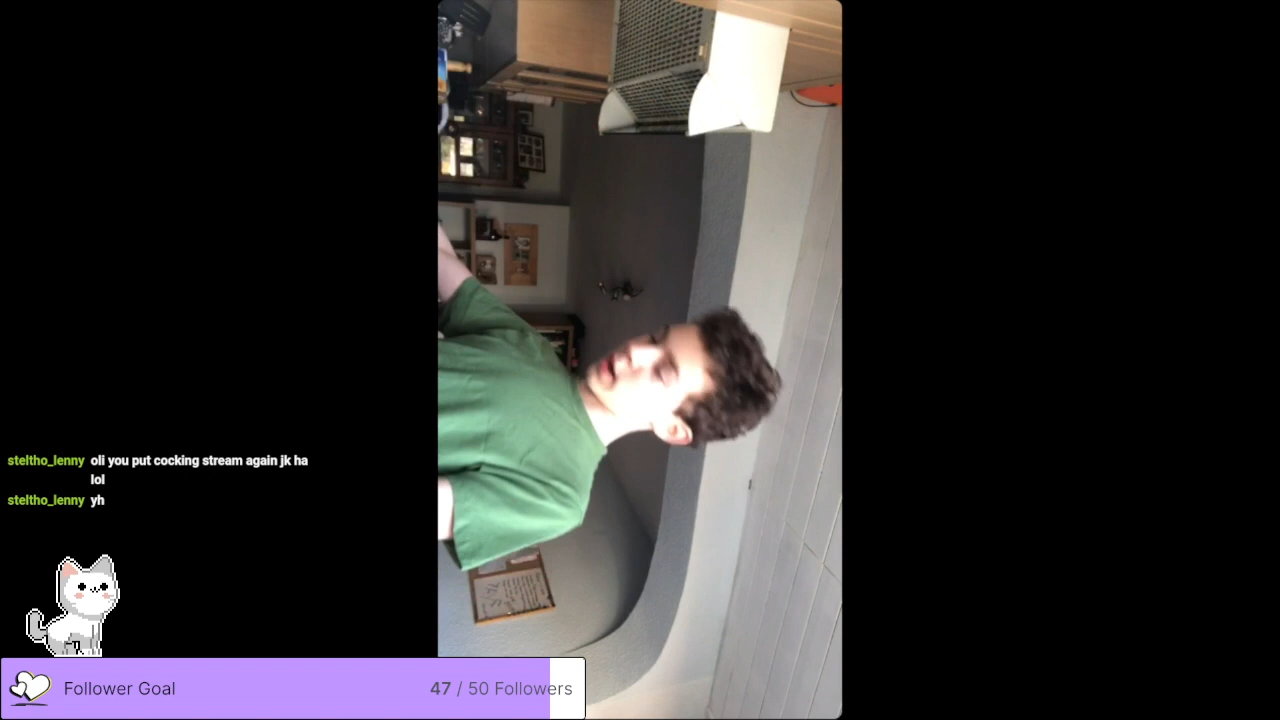 steltho_lenny oli you put cocking stream again jk ha
lol
steltho_lenny yh
Follower Goal 47 / 50 Followers